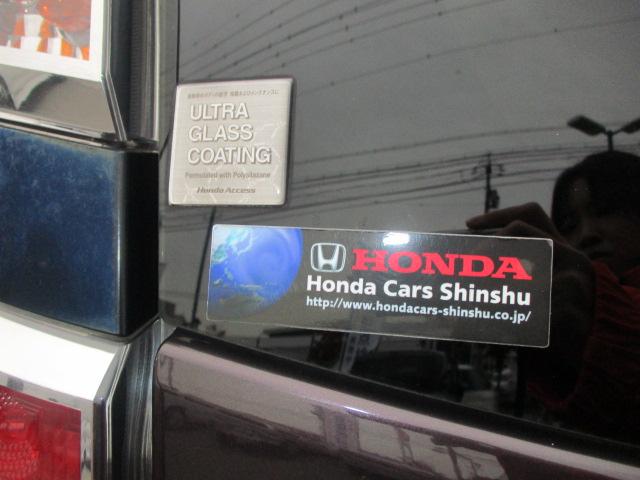 ULTRA
GLASS
COATING
Formulated with Polysilazane
Honda Access
HONDA
Honda Cars Shinshu
http://www.hondacars-shinshu.co.jp/